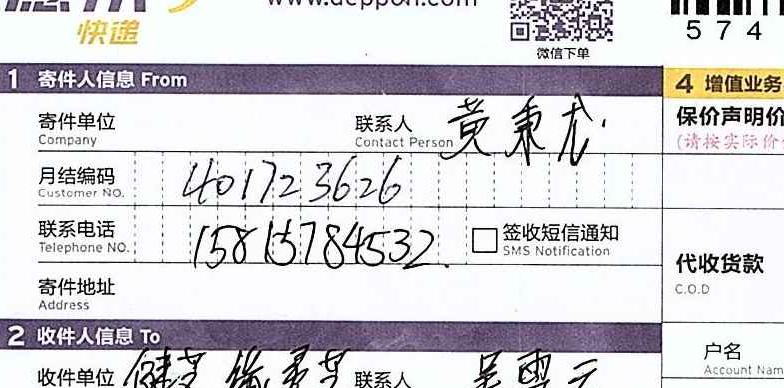 www.deppon.com
快递
微信下单
574
1 寄件人信息 From
4 增值业务
寄件单位
Company
联系人 黄秉尤
Contact Person
保价声明价
(请按实际价
月结编码 401723626
Customer NO.
联系电话 15815784532
Telephone NO.
签收短信通知
SMS Notification
代收货款
C.O.D
寄件地址
Address
2 收件人信息 To
户名
Account Nam
收件单位
联系人